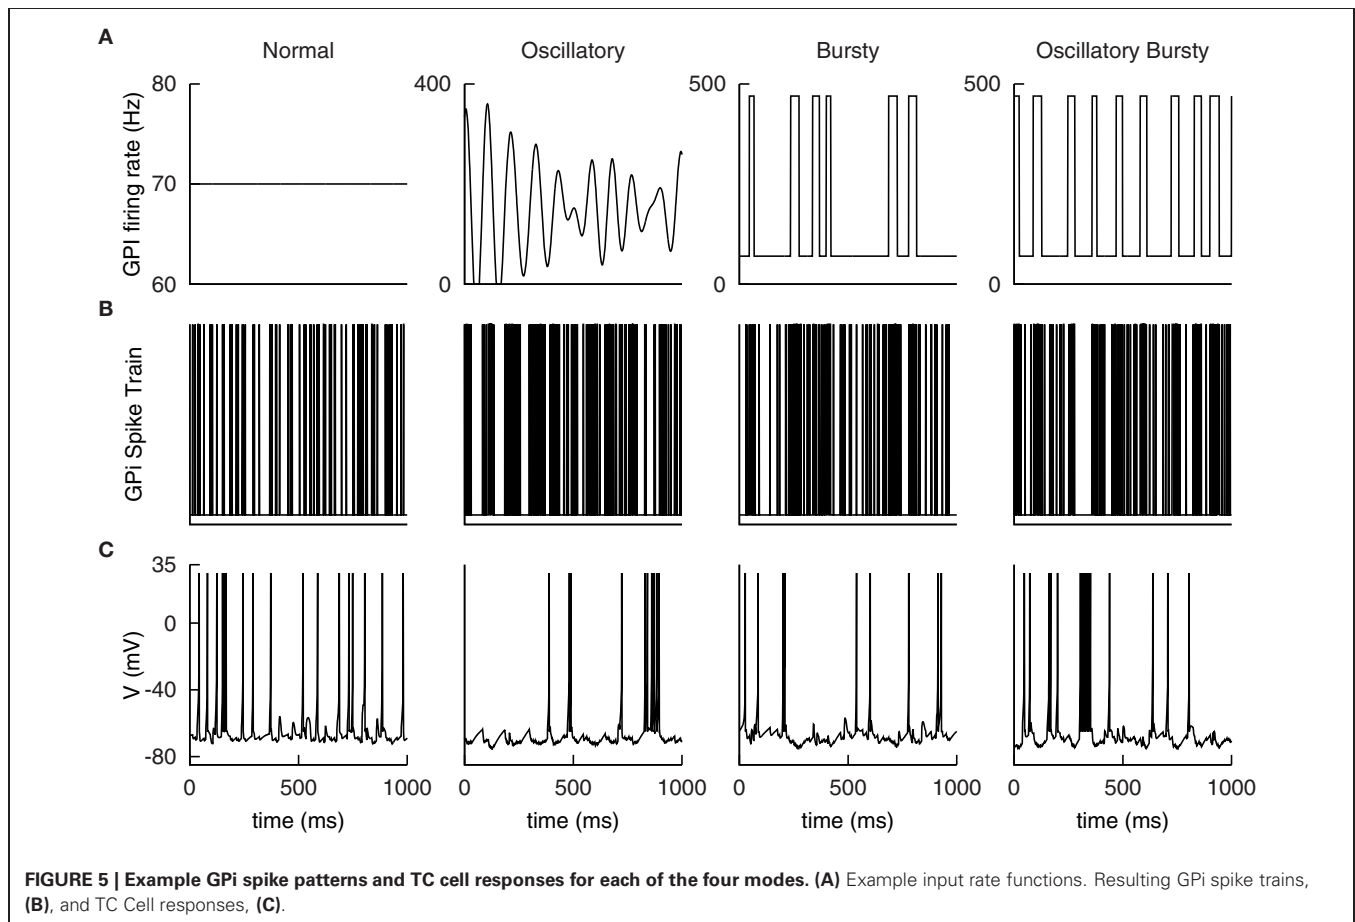 A
Normal
Oscillatory
Bursty
Oscillatory Bursty
GPI firing rate (Hz)
80
70
60
400
0
500
0
500
0
B
GPi Spike Train
C
V (mV)
35
0
-40
-80
0
500
1000
0
500
1000
0
500
1000
0
500
1000
time (ms)
time (ms)
time (ms)
time (ms)
FIGURE 5 | Example GPi spike patterns and TC cell responses for each of the four modes. (A) Example input rate functions. Resulting GPi spike trains,
(B), and TC Cell responses, (C).